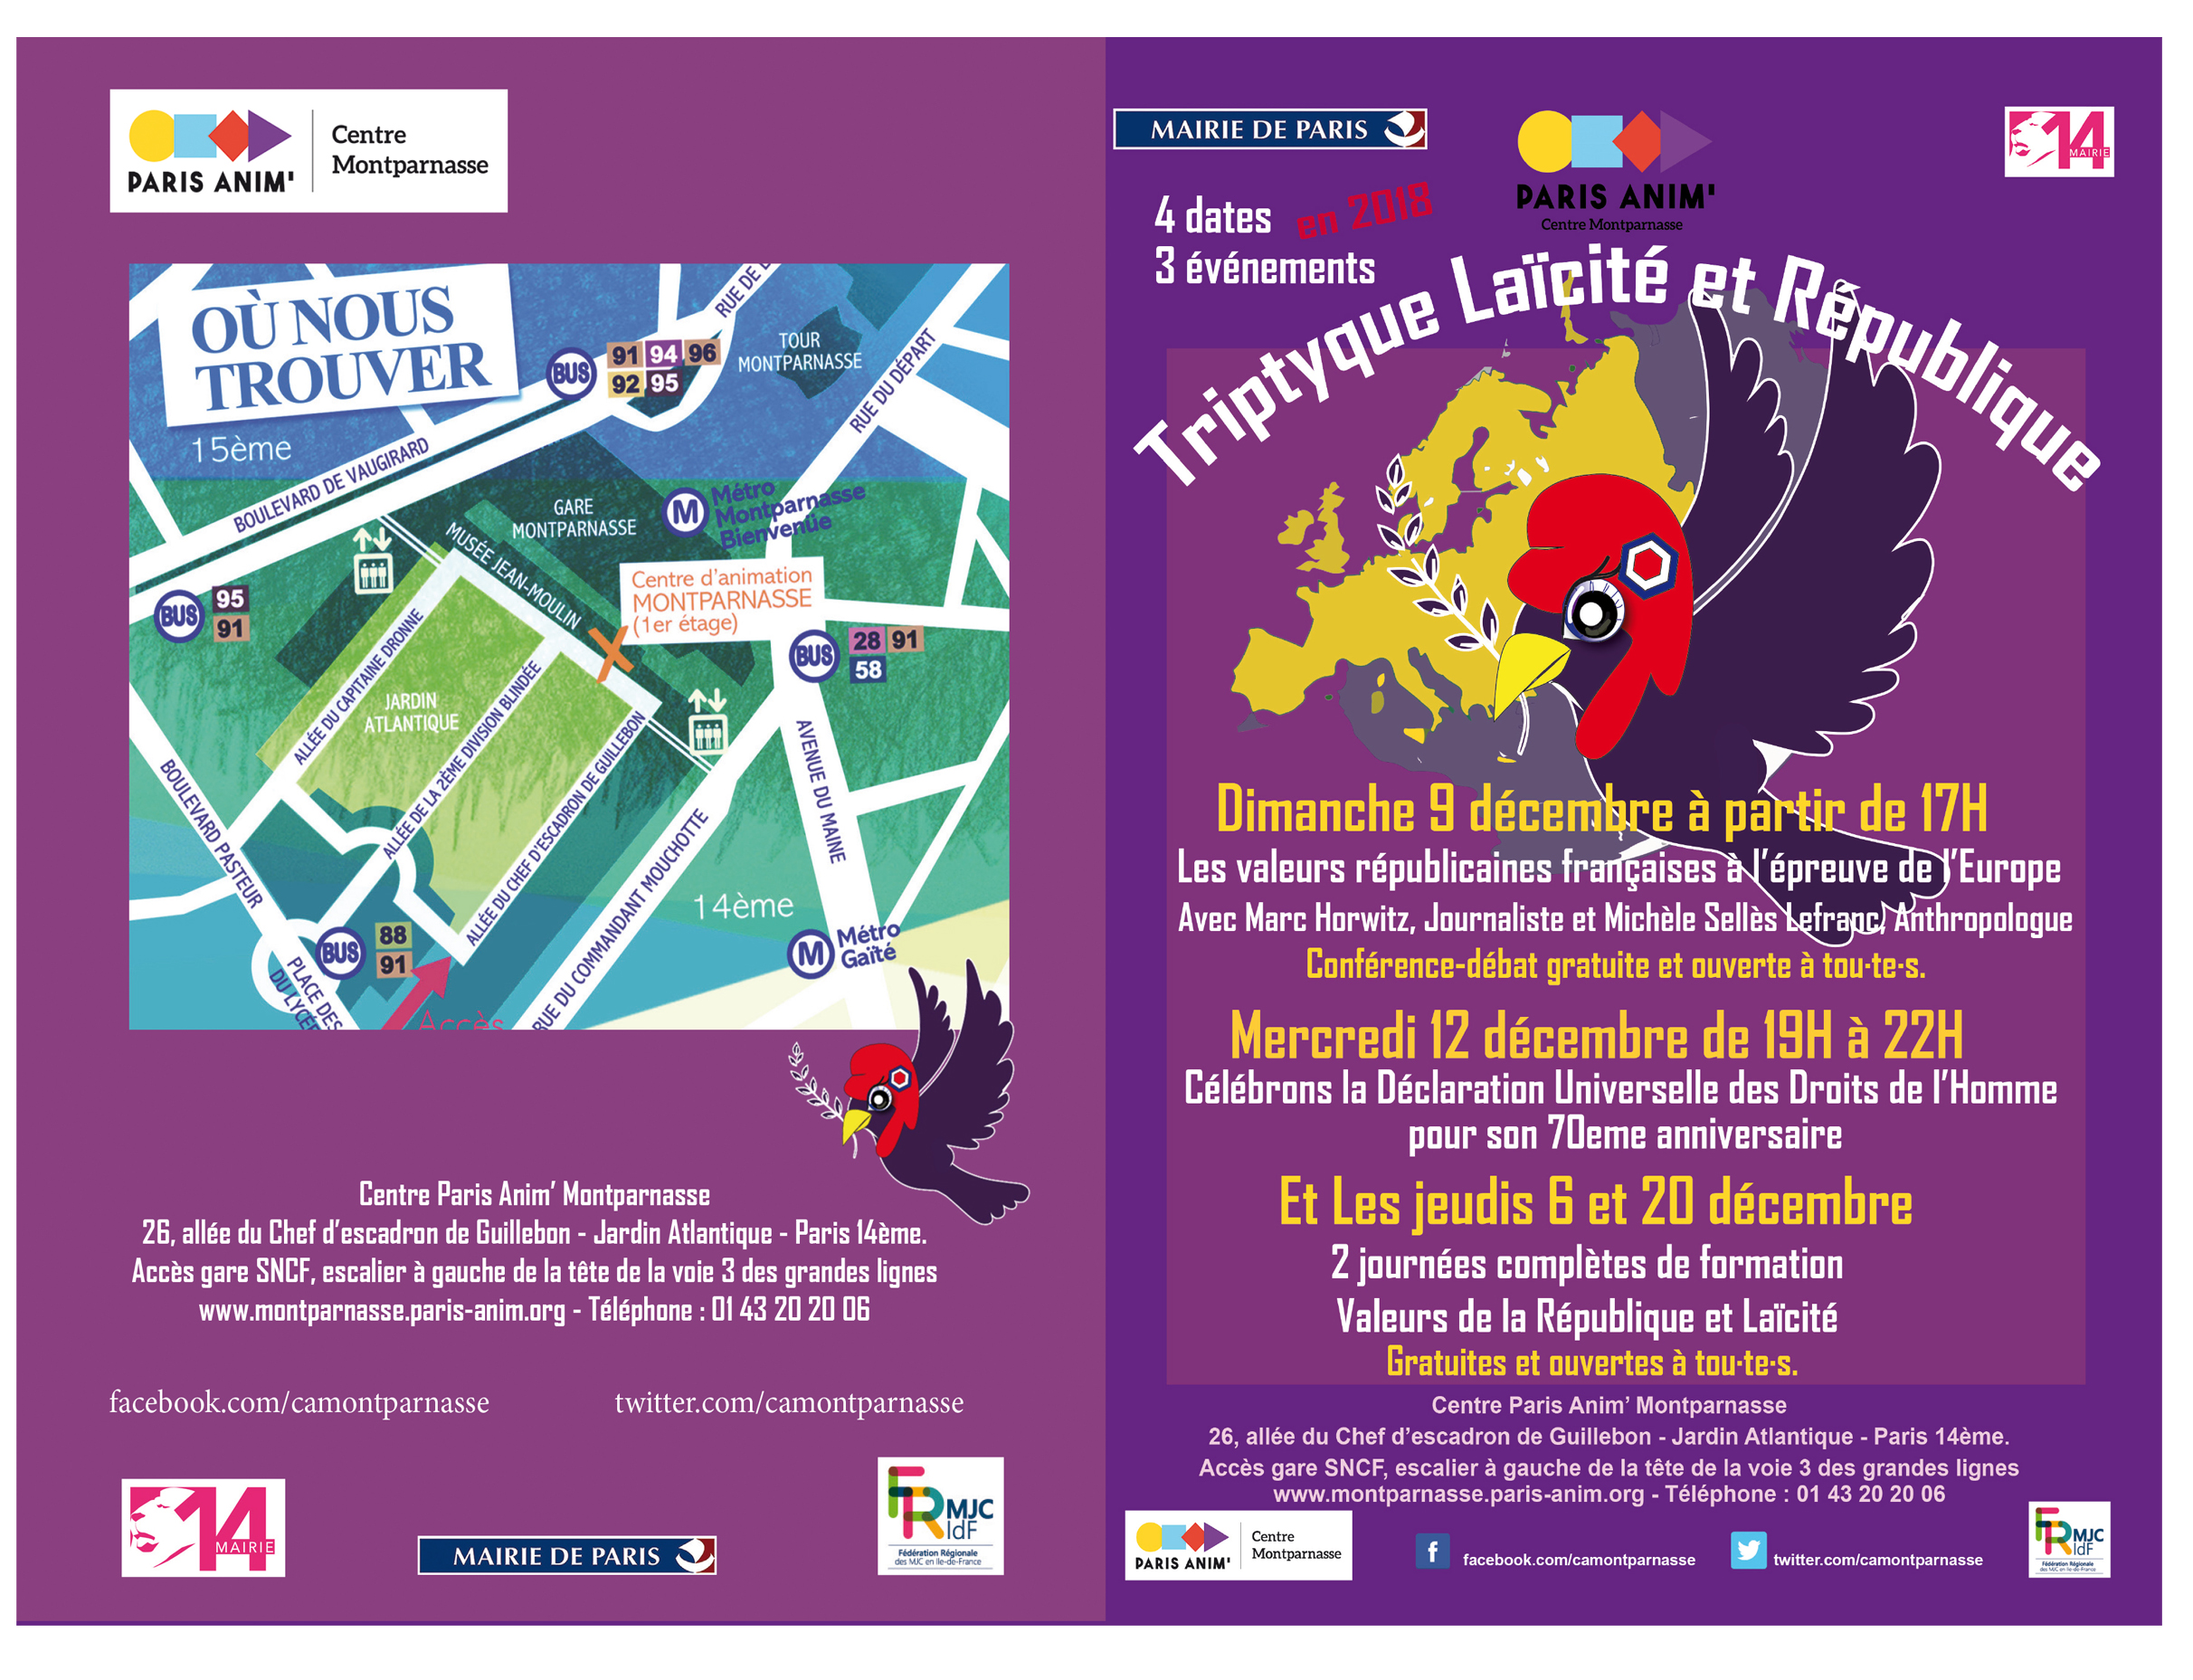 PARIS ANIM'
Centre
Montparnasse
OÙ NOUS
TROUVER
15ème
BOULEVARD DE VAUGIRARD
BUS
91 94 96
92 95
RUE DE
TOUR
MONTPARNASSE
RUE DU DÉPART
GARE
MONTPARNASSE
M
Métro
Montparnasse
Bienvenüe
MUSÉE JEAN-MOULIN
Centre d'animation
MONTPARNASSE
(1er étage)
BUS
95
91
BUS
28 91
58
ALLÉE DU CAPITAINE DRONNE
JARDIN
ATLANTIQUE
ALLÉE DE LA 2ÈME DIVISION BLINDÉE
ALLÉE DU CHEF D'ESCADRON DE GUILLEBON
BOULEVARD PASTEUR
AVENUE DU MAINE
RUE DU COMMANDANT MOUCHOTTE
14ème
BUS
88
91
M
Métro
Gaîté
PLACE DES
DU LYCÉE
Accès
Centre Paris Anim' Montparnasse
26, allée du Chef d'escadron de Guillebon - Jardin Atlantique - Paris 14ème.
Accès gare SNCF, escalier à gauche de la tête de la voie 3 des grandes lignes
www.montparnasse.paris-anim.org - Téléphone : 01 43 20 20 06
facebook.com/camontparnasse
twitter.com/camontparnasse
14
MAIRIE
MAIRIE DE PARIS
FR MJC
IdF
Fédération Régionale
des MJC en Ile-de-France
MAIRIE DE PARIS
PARIS ANIM'
Centre Montparnasse
14
MAIRIE
4 dates en 2018
3 événements
Triptyque Laïcité et République
Dimanche 9 décembre à partir de 17H
Les valeurs républicaines françaises à l'épreuve de l'Europe
Avec Marc Horwitz, Journaliste et Michèle Sellès Lefranc, Anthropologue
Conférence-débat gratuite et ouverte à tou·te·s.
Mercredi 12 décembre de 19H à 22H
Célébrons la Déclaration Universelle des Droits de l'Homme
pour son 70eme anniversaire
Et Les jeudis 6 et 20 décembre
2 journées complètes de formation
Valeurs de la République et Laïcité
Gratuites et ouvertes à tou·te·s.
Centre Paris Anim' Montparnasse
26, allée du Chef d'escadron de Guillebon - Jardin Atlantique - Paris 14ème.
Accès gare SNCF, escalier à gauche de la tête de la voie 3 des grandes lignes
www.montparnasse.paris-anim.org - Téléphone : 01 43 20 20 06
PARIS ANIM'
Centre
Montparnasse
f
facebook.com/camontparnasse
twitter.com/camontparnasse
FR MJC
IdF
Fédération Régionale
des MJC en Ile-de-France